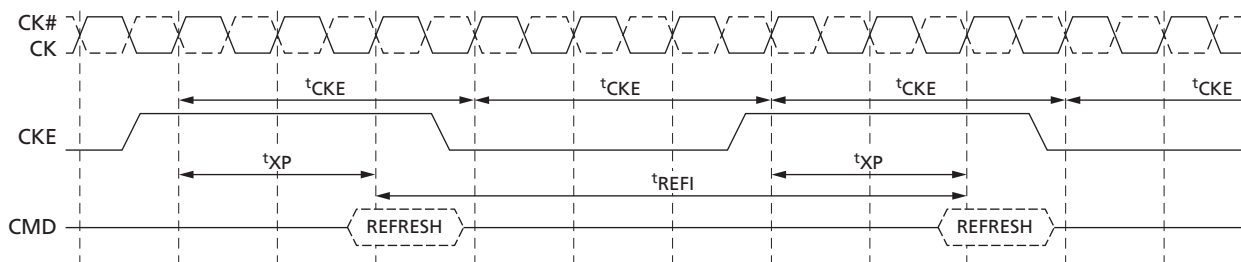 CK#
CK
tCKE tCKE tCKE tCKE
CKE
tXP tXP
tREFI
CMD REFRESH REFRESH